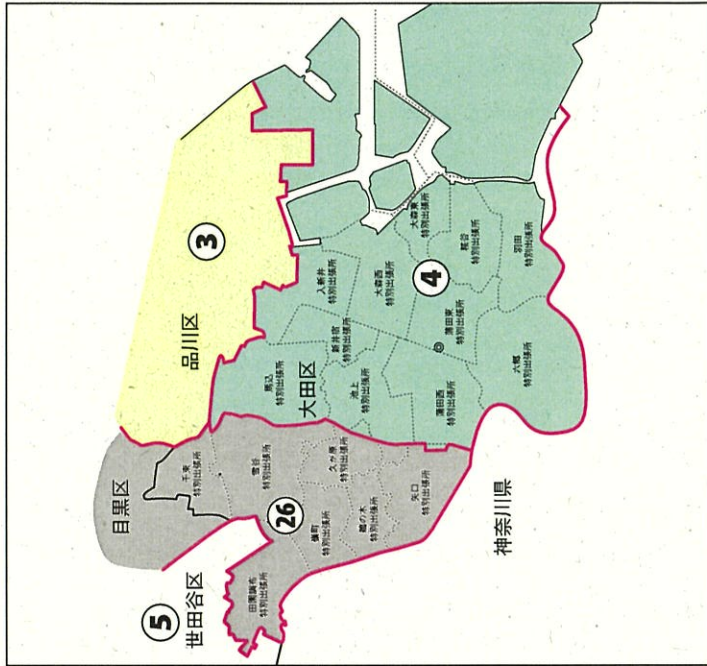 ③
品川区
④
大田区
入新井
特別出張所
大森東
特別出張所
大森西
特別出張所
糀谷
特別出張所
羽田
特別出張所
新井宿
特別出張所
馬込
特別出張所
池上
特別出張所
蒲田東
特別出張所
蒲田西
特別出張所
六郷
特別出張所
目黒区
千束
特別出張所
雪谷
特別出張所
久が原
特別出張所
㉖
嶺町
特別出張所
鵜の木
特別出張所
矢口
特別出張所
田園調布
特別出張所
⑤
世田谷区
神奈川県